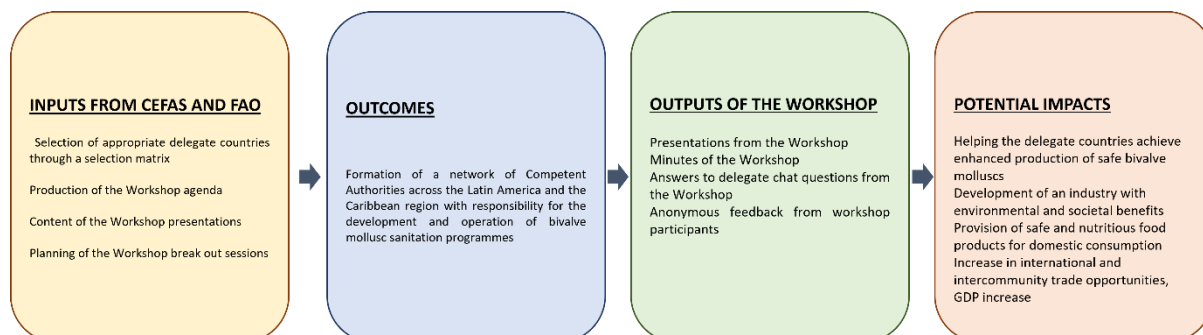 INPUTS FROM CEFAS AND FAO
Selection of appropriate delegate countries
through a selection matrix
Production of the Workshop agenda
Content of the Workshop presentations
Planning of the Workshop break out sessions
OUTCOMES
Formation of a network of Competent
Authorities across the Latin America and the
Caribbean region with responsibility for the
development and operation of bivalve
mollusc sanitation programmes
OUTPUTS OF THE WORKSHOP
Presentations from the Workshop
Minutes of the Workshop
Answers to delegate chat questions from
the Workshop
Anonymous feedback from workshop
participants
POTENTIAL IMPACTS
Helping the delegate countries achieve
enhanced production of safe bivalve
molluscs
Development of an industry with
environmental and societal benefits
Provision of safe and nutritious food
products for domestic consumption
Increase in international and
intercommunity trade opportunities,
GDP increase